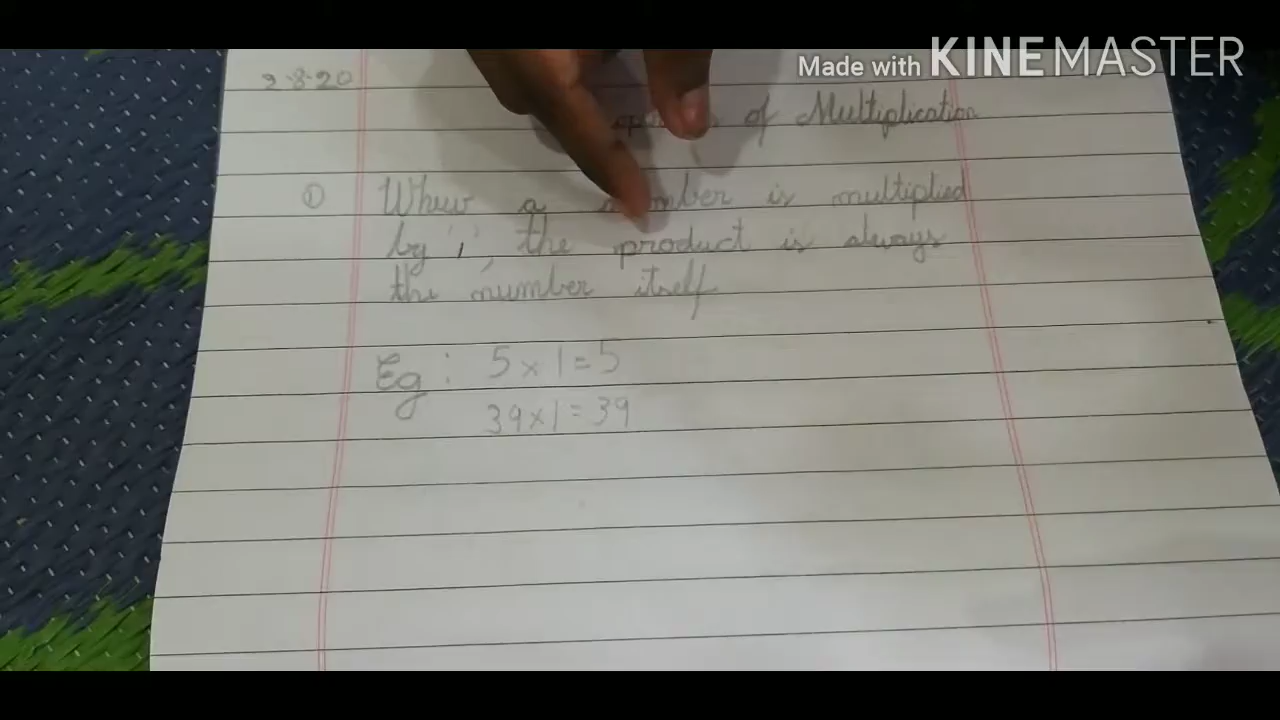 Made with KINEMASTER
2-8-20
of Multiplication
① When a number is multiplied
by '1', the product is always
the number itself.
Eg : 5 × 1 = 5
39 × 1 = 39